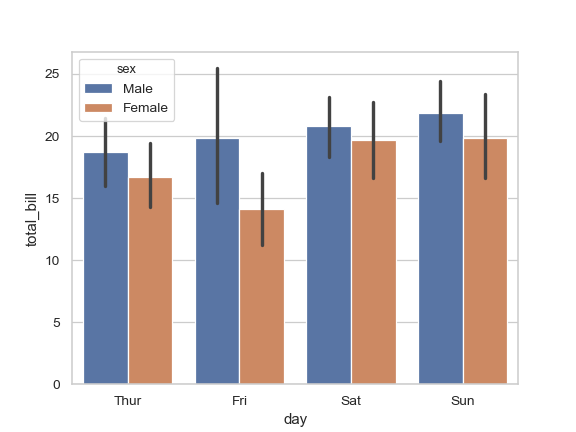 sex
Male
Female
25
20
15
10
5
0
total_bill
Thur Fri Sat Sun
day